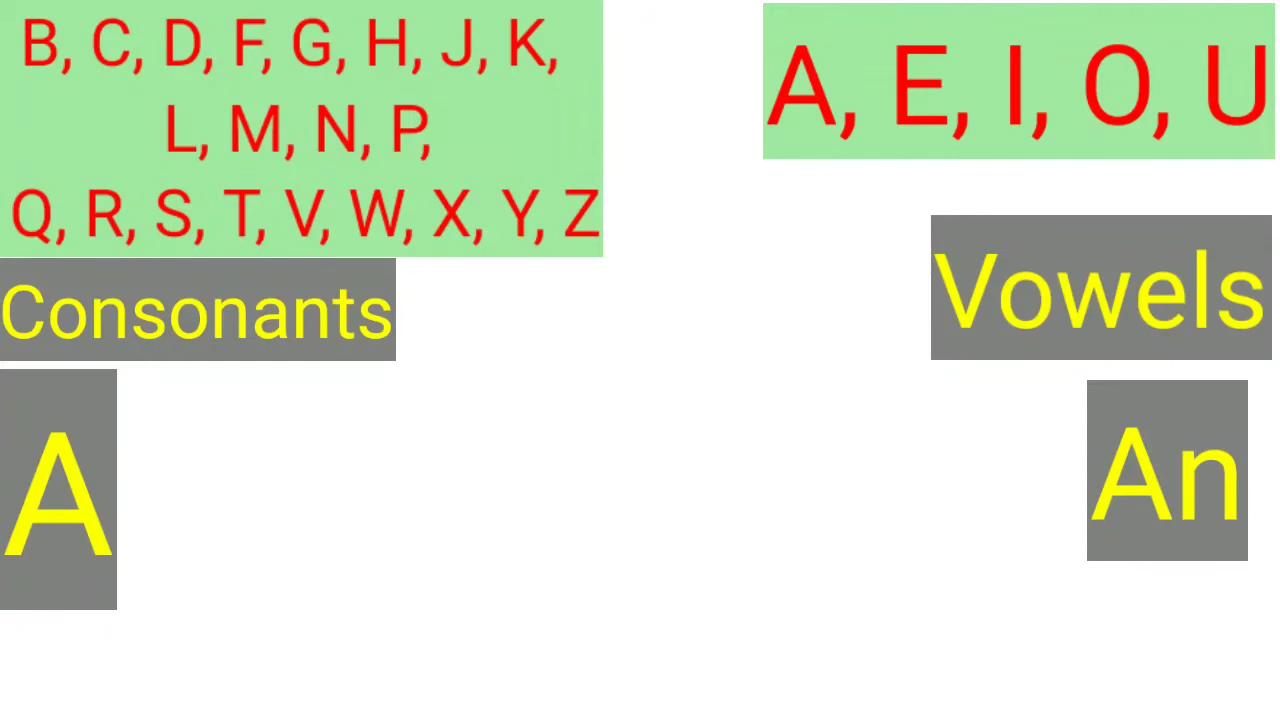 B, C, D, F, G, H, J, K,
L, M, N, P,
Q, R, S, T, V, W, X, Y, Z
Consonants
A
A, E, I, O, U
Vowels
An